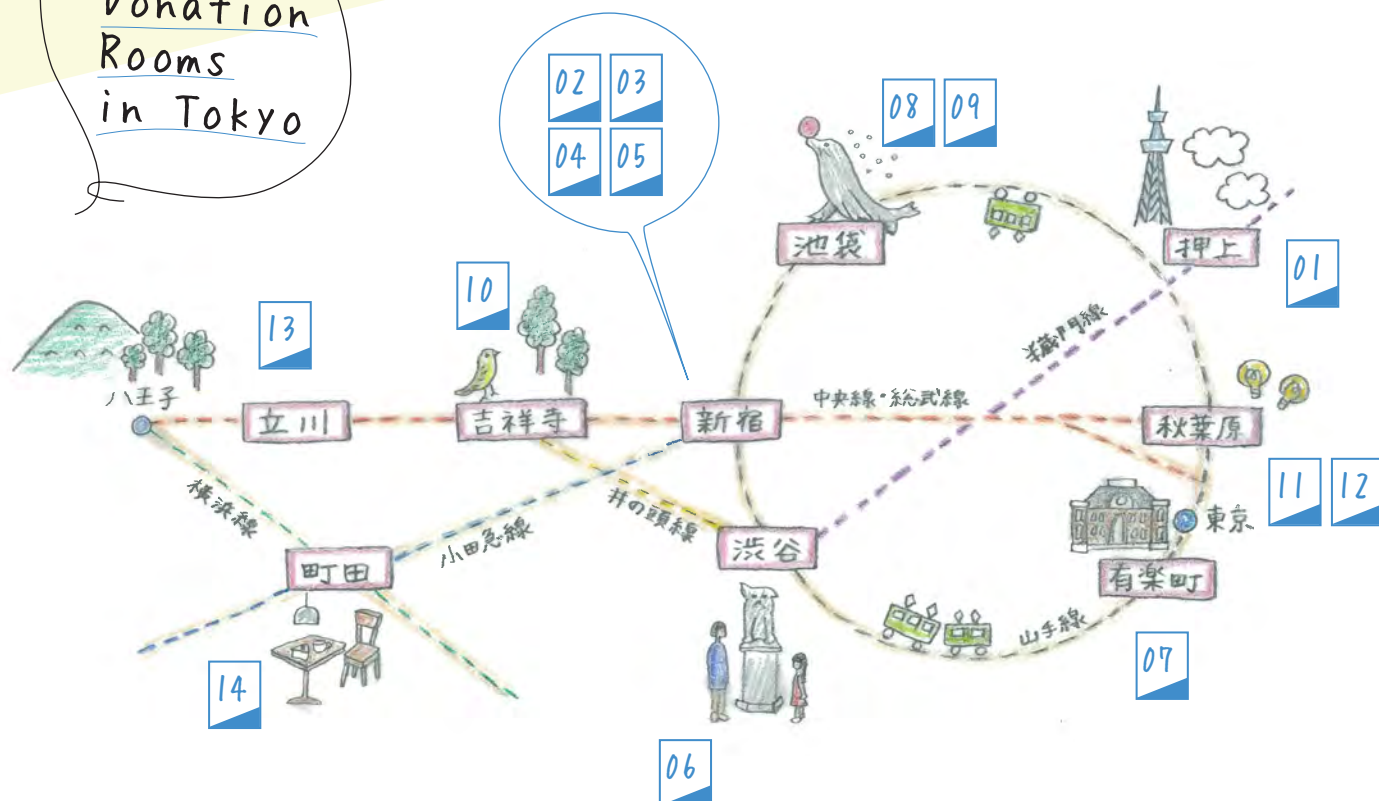 Donation
Rooms
in Tokyo
02 03
04 05
08 09
池袋
押上
01
10
13
半蔵門線
八王子
立川
吉祥寺
新宿
中央線・総武線
秋葉原
11 12
横浜線
小田急線
井の頭線
渋谷
東京
町田
有楽町
山手線
07
14
06